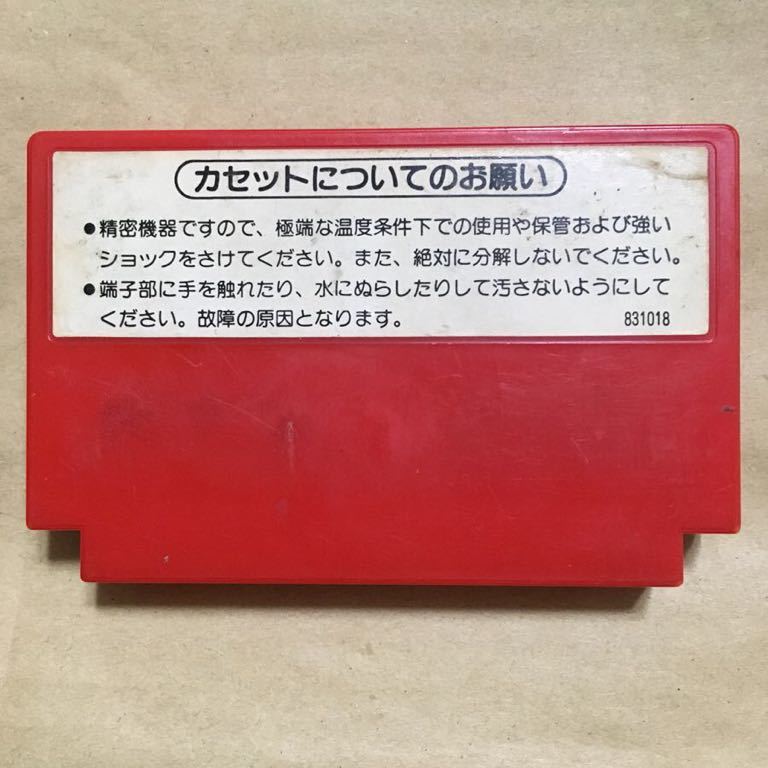 カセットについてのお願い
●精密機器ですので、極端な温度条件下での使用や保管および強い
ショックをさけてください。また、絶対に分解しないでください。
●端子部に手を触れたり、水にぬらしたりして汚さないようにして
ください。故障の原因となります。 831018